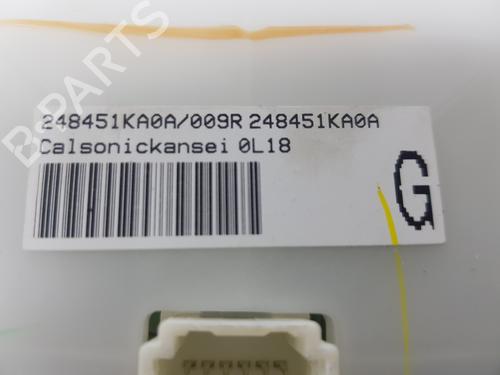 B-PARTS
248451KA0A/009R 248451KA0A
Calsonickansei 0L18
G